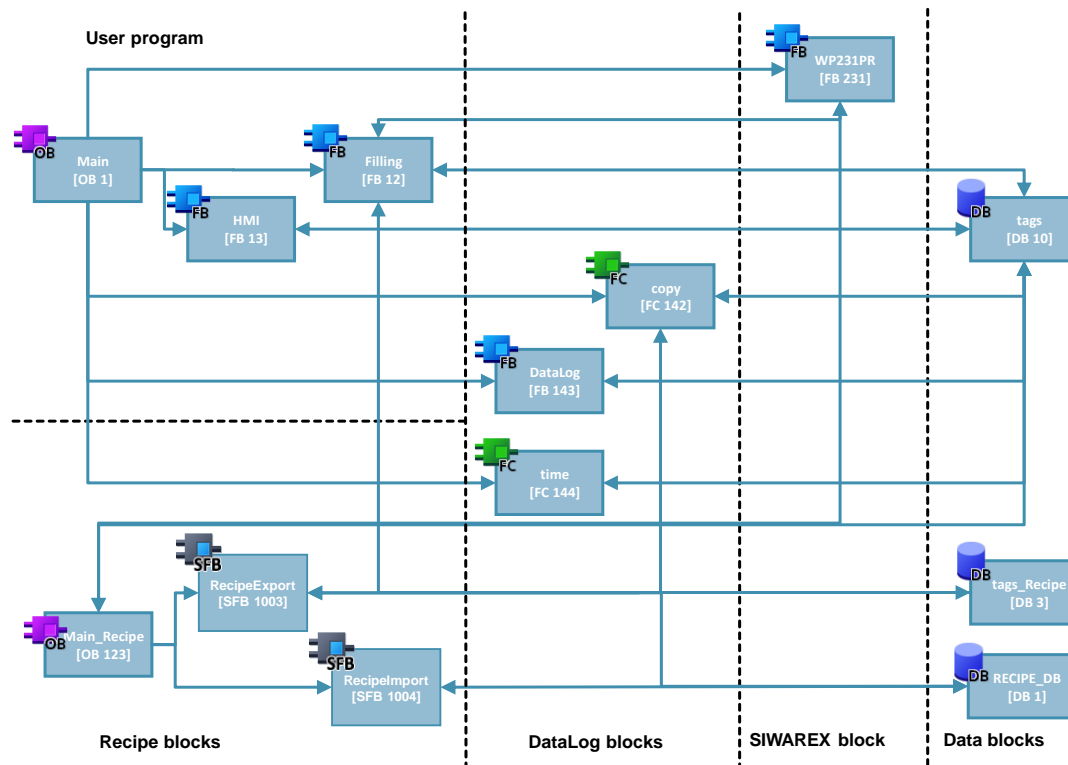 User program
FB
WP231PR
[FB 231]
OB
Main
[OB 1]
FB
Filling
[FB 12]
FB
HMI
[FB 13]
DB
tags
[DB 10]
FC
copy
[FC 142]
FB
DataLog
[FB 143]
FC
time
[FC 144]
SFB
RecipeExport
[SFB 1003]
DB
tags_Recipe
[DB 3]
OB
Main_Recipe
[OB 123]
SFB
RecipeImport
[SFB 1004]
DB
RECIPE_DB
[DB 1]
Recipe blocks
DataLog blocks
SIWAREX block
Data blocks